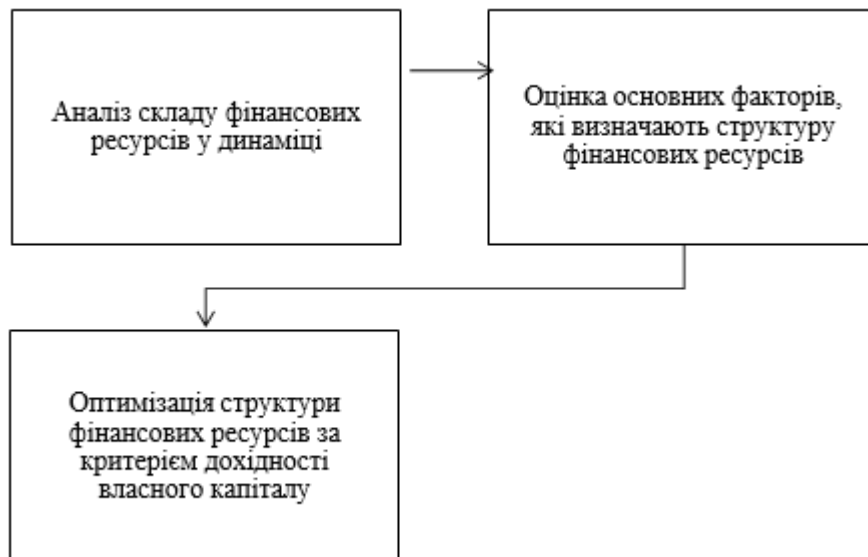 Аналіз складу фінансових
ресурсів у динаміці
Оцінка основних факторів,
які визначають структуру
фінансових ресурсів
Оптимізація структури
фінансових ресурсів за
критерієм дохідності
власного капіталу